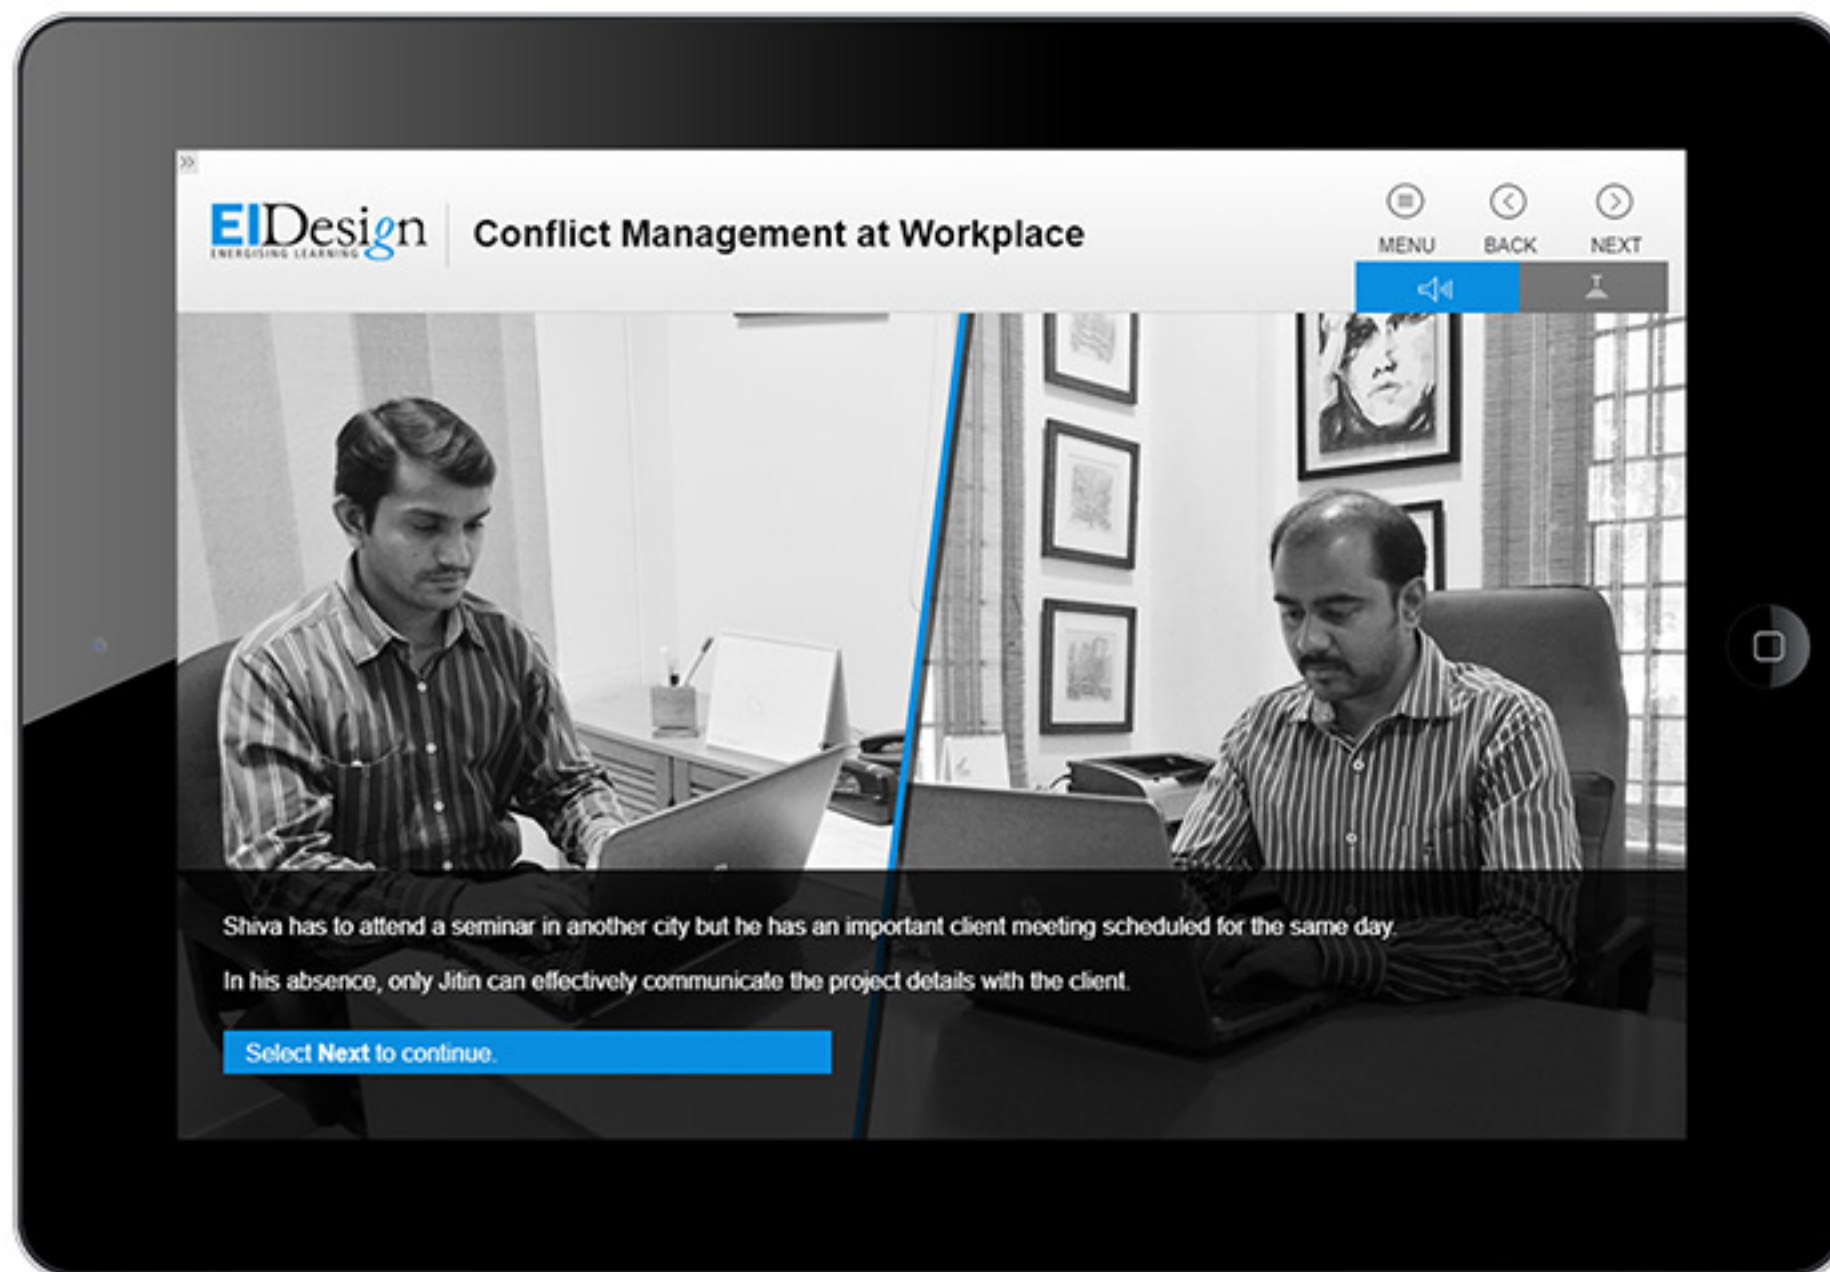 EIDesign
ENERGISING LEARNING
Conflict Management at Workplace
MENU
BACK
NEXT
Shiva has to attend a seminar in another city but he has an important client meeting scheduled for the same day.
In his absence, only Jitin can effectively communicate the project details with the client.
Select Next to continue.